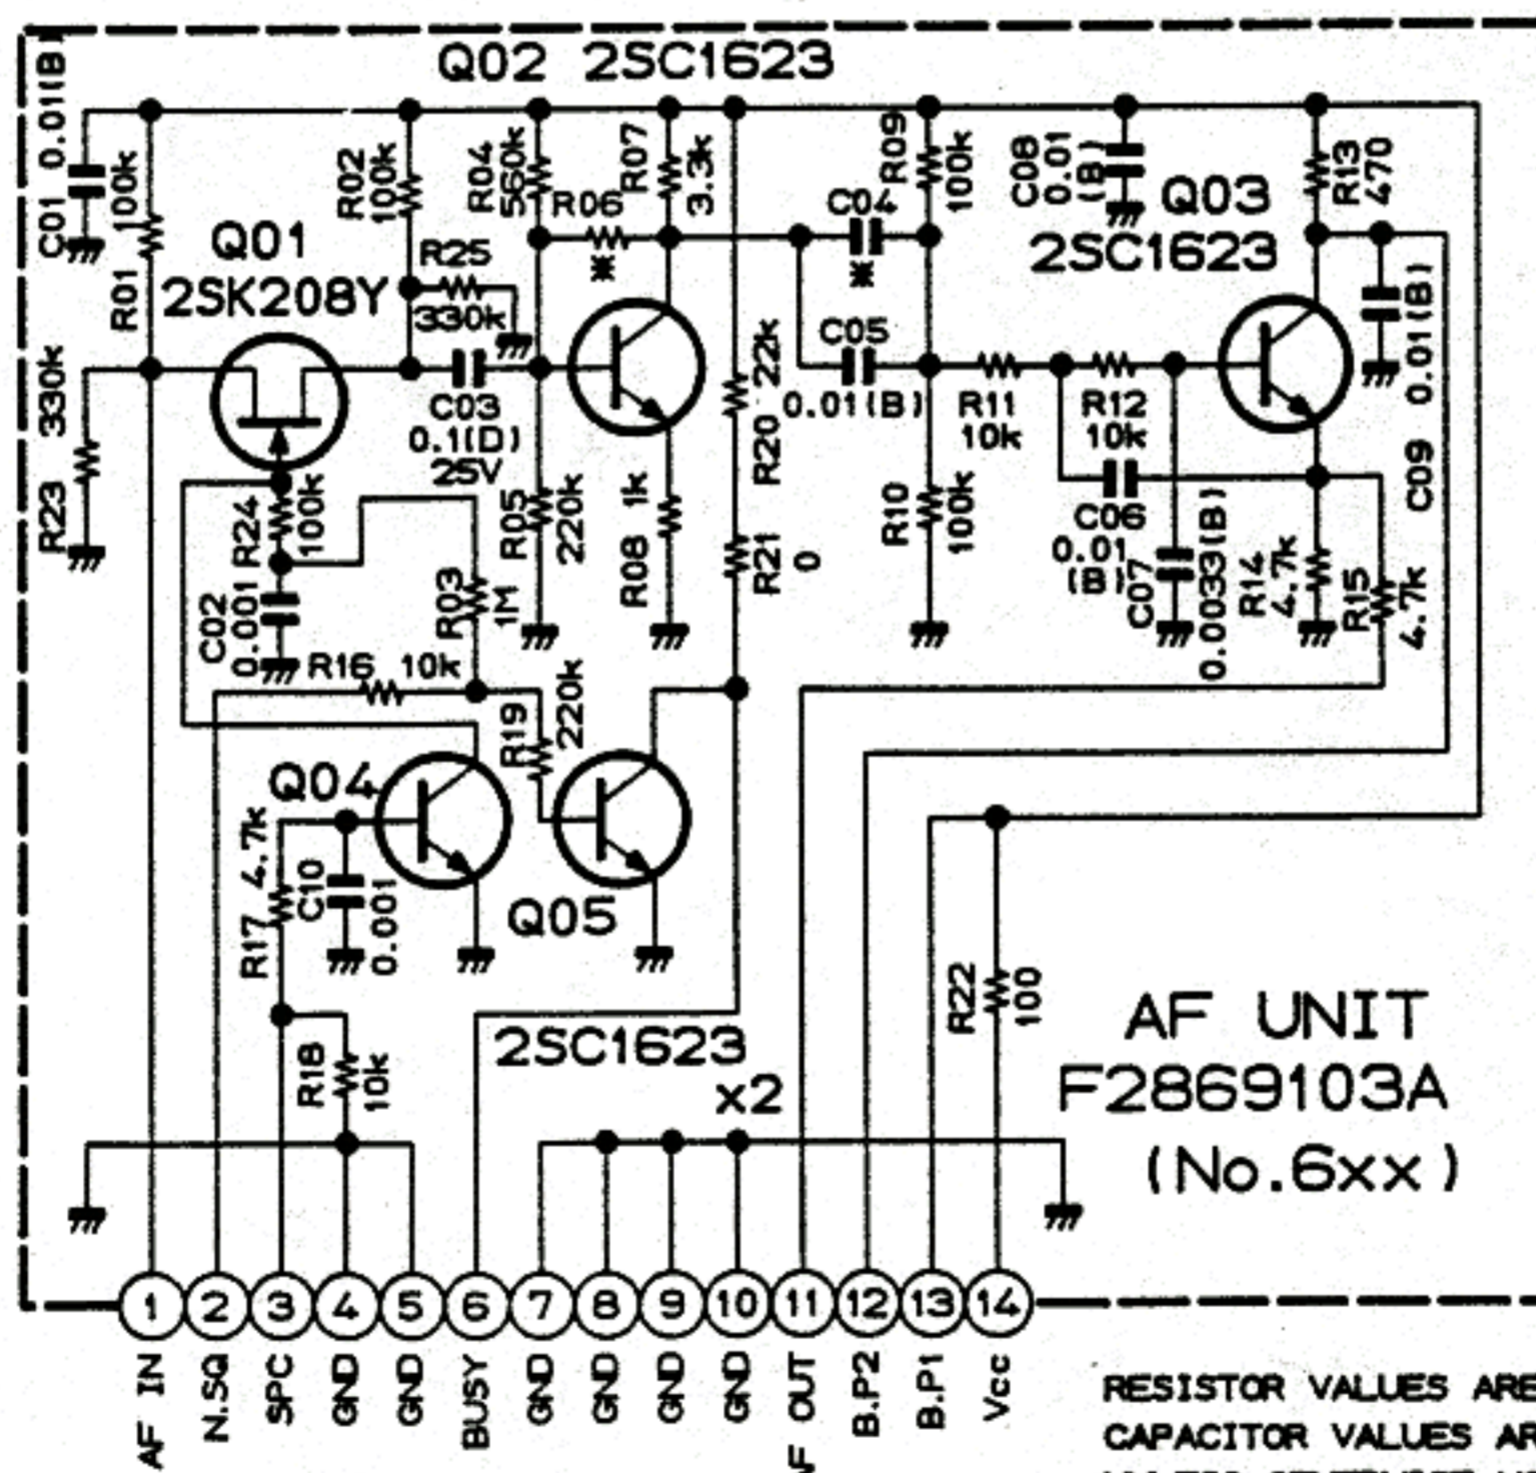 Q02 2SC1623
C01 0.01(B)
100k
R01
R02
100k
R04
560k
R06
*
R07
3.3k
C04
*
R09
100k
C08
0.01
(B)
Q03
2SC1623
R13
470
Q01
2SK208Y
R25
330k
R23 330k
C03
0.1(D)
25V
C05
0.01(B)
R20 22k
R11
10k
R12
10k
C09 0.01(B)
R24
100k
R05
220k
R08 1k
R21 0
R10
100k
C06
0.01
(B)
C07
0.0033(B)
R14
4.7k
R15
4.7k
C02
0.001
R03
1M
R16 10k
R19
220k
Q04
R17 4.7k
C10
0.001
Q05
2SC1623
x2
R18
10k
R22
100
AF UNIT
F2869103A
(No.6xx)
1 2 3 4 5 6 7 8 9 10 11 12 13 14
AF IN
N.SQ
SPC
GND
GND
BUSY
GND
GND
GND
GND
OUT
B.P2
B.P1
Vcc
RESISTOR VALUES ARE
CAPACITOR VALUES